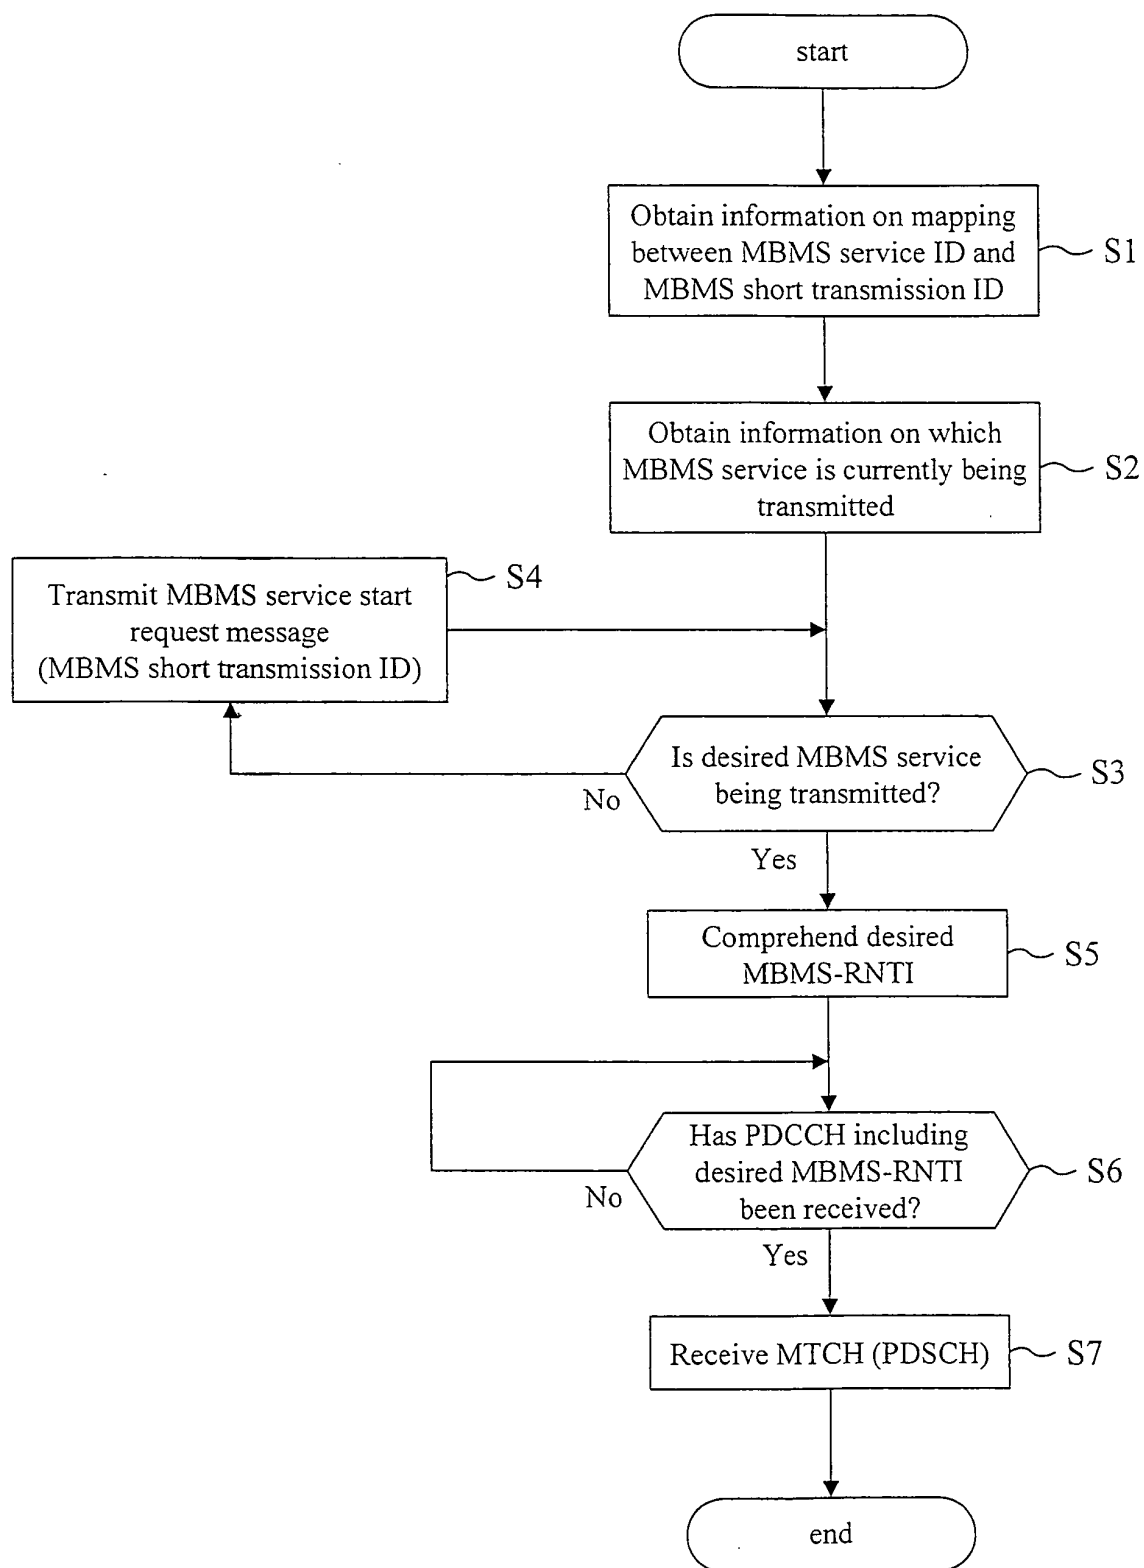 start
Obtain information on mapping
between MBMS service ID and
MBMS short transmission ID
S1
Obtain information on which
MBMS service is currently being
transmitted
S2
Transmit MBMS service start
request message
(MBMS short transmission ID)
S4
Is desired MBMS service
being transmitted?
S3
No
Yes
Comprehend desired
MBMS-RNTI
S5
Has PDCCH including
desired MBMS-RNTI
been received?
S6
No
Yes
Receive MTCH (PDSCH)
S7
end